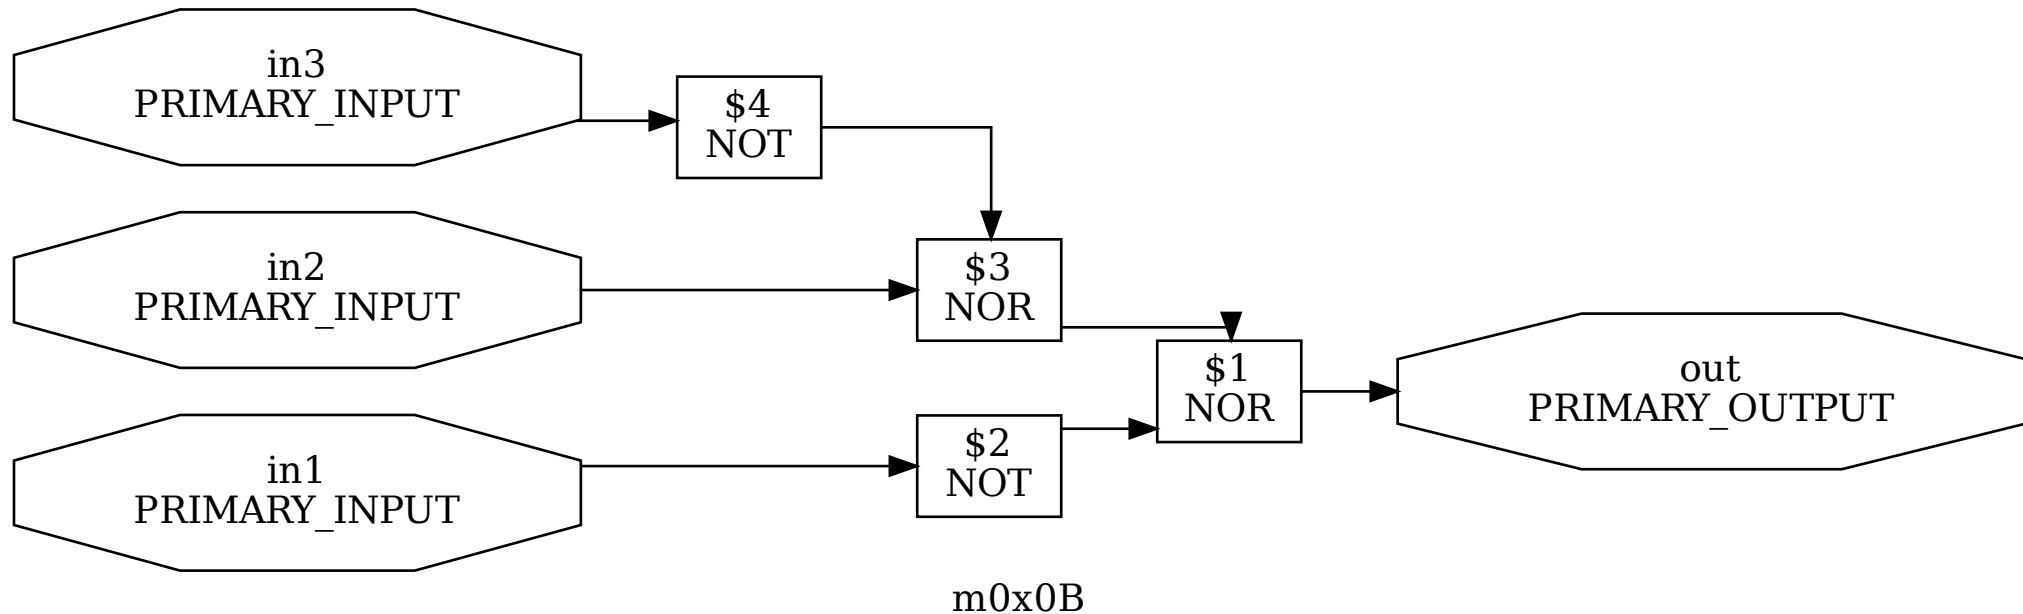 in3
PRIMARY_INPUT
$4
NOT
in2
PRIMARY_INPUT
$3
NOR
$1
NOR
out
PRIMARY_OUTPUT
in1
PRIMARY_INPUT
$2
NOT
m0x0B